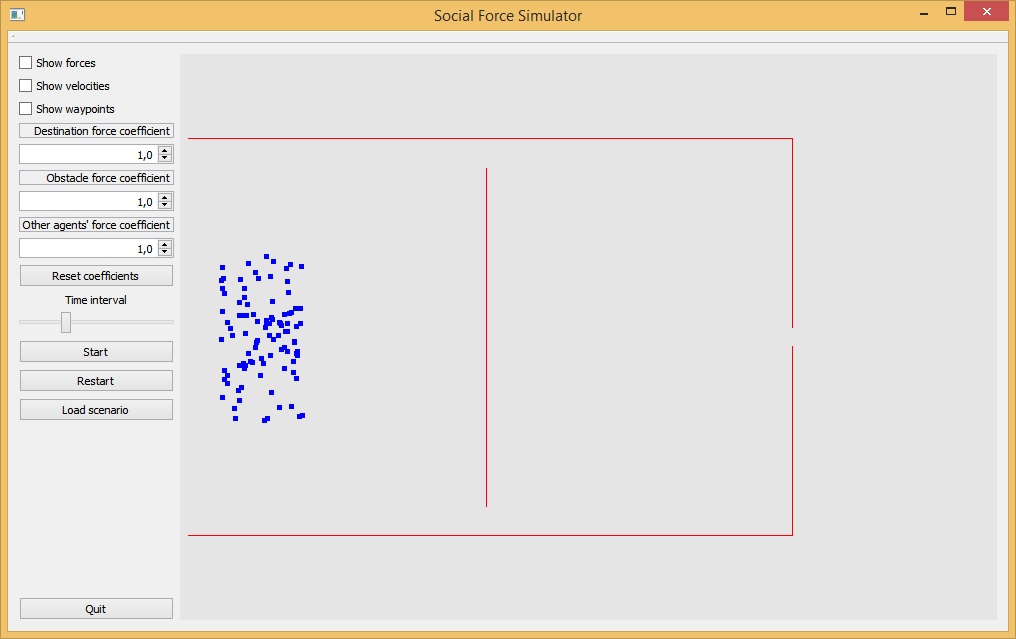 Social Force Simulator
Show forces
Show velocities
Show waypoints
Destination force coefficient
1,0
Obstacle force coefficient
1,0
Other agents' force coefficient
1,0
Reset coefficients
Time interval
Start
Restart
Load scenario
Quit